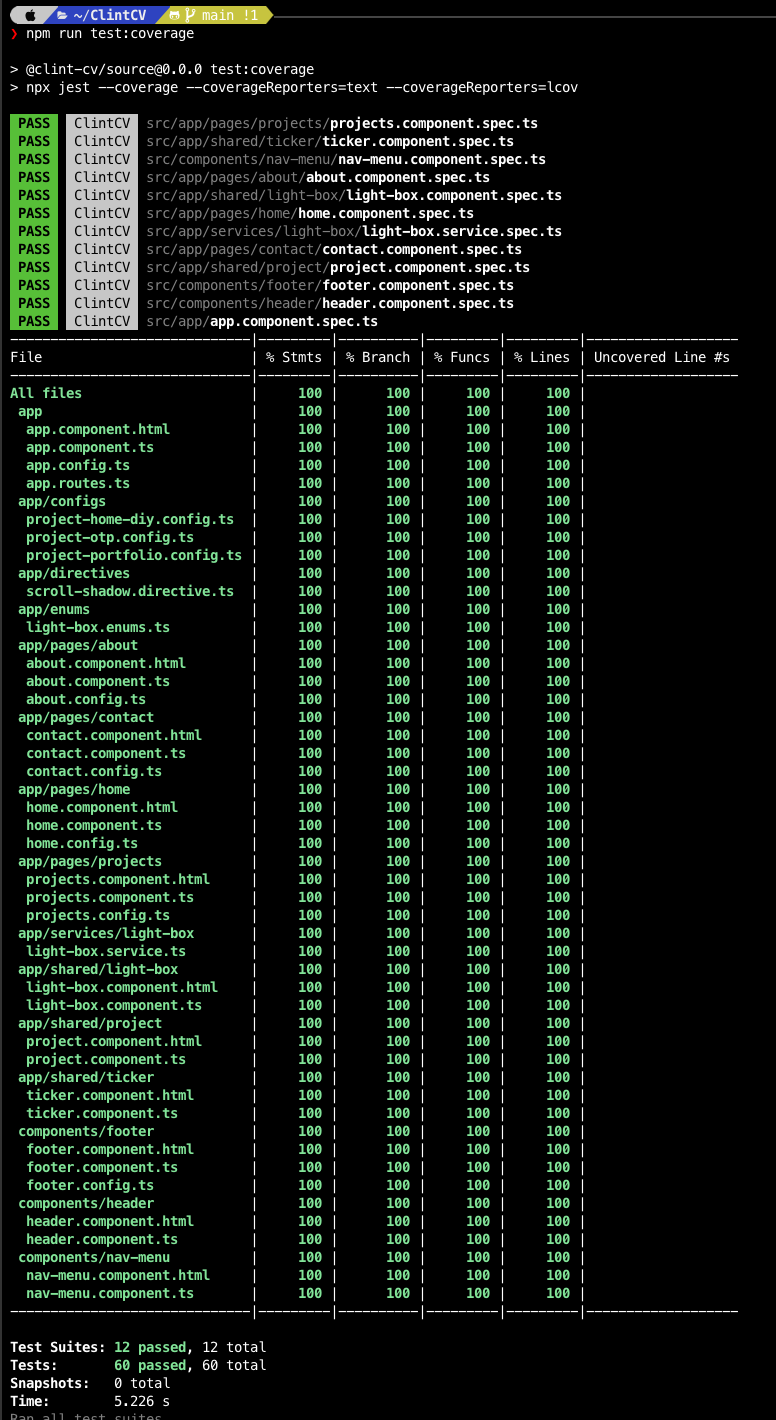 ~/ClintCV main !1
❯ npm run test:coverage
> @clint-cv/source@0.0.0 test:coverage
> npx jest --coverage --coverageReporters=text --coverageReporters=lcov
PASS ClintCV src/app/pages/projects/projects.component.spec.ts
PASS ClintCV src/app/shared/ticker/ticker.component.spec.ts
PASS ClintCV src/components/nav-menu/nav-menu.component.spec.ts
PASS ClintCV src/app/pages/about/about.component.spec.ts
PASS ClintCV src/app/shared/light-box/light-box.component.spec.ts
PASS ClintCV src/app/pages/home/home.component.spec.ts
PASS ClintCV src/app/services/light-box/light-box.service.spec.ts
PASS ClintCV src/app/pages/contact/contact.component.spec.ts
PASS ClintCV src/app/shared/project/project.component.spec.ts
PASS ClintCV src/components/footer/footer.component.spec.ts
PASS ClintCV src/components/header/header.component.spec.ts
PASS ClintCV src/app/app.component.spec.ts
File | % Stmts | % Branch | % Funcs | % Lines | Uncovered Line #s
All files | 100 | 100 | 100 | 100 |
app | 100 | 100 | 100 | 100 |
app.component.html | 100 | 100 | 100 | 100 |
app.component.ts | 100 | 100 | 100 | 100 |
app.config.ts | 100 | 100 | 100 | 100 |
app.routes.ts | 100 | 100 | 100 | 100 |
app/configs | 100 | 100 | 100 | 100 |
project-home-diy.config.ts | 100 | 100 | 100 | 100 |
project-otp.config.ts | 100 | 100 | 100 | 100 |
project-portfolio.config.ts | 100 | 100 | 100 | 100 |
app/directives | 100 | 100 | 100 | 100 |
scroll-shadow.directive.ts | 100 | 100 | 100 | 100 |
app/enums | 100 | 100 | 100 | 100 |
light-box.enums.ts | 100 | 100 | 100 | 100 |
app/pages/about | 100 | 100 | 100 | 100 |
about.component.html | 100 | 100 | 100 | 100 |
about.component.ts | 100 | 100 | 100 | 100 |
about.config.ts | 100 | 100 | 100 | 100 |
app/pages/contact | 100 | 100 | 100 | 100 |
contact.component.html | 100 | 100 | 100 | 100 |
contact.component.ts | 100 | 100 | 100 | 100 |
contact.config.ts | 100 | 100 | 100 | 100 |
app/pages/home | 100 | 100 | 100 | 100 |
home.component.html | 100 | 100 | 100 | 100 |
home.component.ts | 100 | 100 | 100 | 100 |
home.config.ts | 100 | 100 | 100 | 100 |
app/pages/projects | 100 | 100 | 100 | 100 |
projects.component.html | 100 | 100 | 100 | 100 |
projects.component.ts | 100 | 100 | 100 | 100 |
projects.config.ts | 100 | 100 | 100 | 100 |
app/services/light-box | 100 | 100 | 100 | 100 |
light-box.service.ts | 100 | 100 | 100 | 100 |
app/shared/light-box | 100 | 100 | 100 | 100 |
light-box.component.html | 100 | 100 | 100 | 100 |
light-box.component.ts | 100 | 100 | 100 | 100 |
app/shared/project | 100 | 100 | 100 | 100 |
project.component.html | 100 | 100 | 100 | 100 |
project.component.ts | 100 | 100 | 100 | 100 |
app/shared/ticker | 100 | 100 | 100 | 100 |
ticker.component.html | 100 | 100 | 100 | 100 |
ticker.component.ts | 100 | 100 | 100 | 100 |
components/footer | 100 | 100 | 100 | 100 |
footer.component.html | 100 | 100 | 100 | 100 |
footer.component.ts | 100 | 100 | 100 | 100 |
footer.config.ts | 100 | 100 | 100 | 100 |
components/header | 100 | 100 | 100 | 100 |
header.component.html | 100 | 100 | 100 | 100 |
header.component.ts | 100 | 100 | 100 | 100 |
components/nav-menu | 100 | 100 | 100 | 100 |
nav-menu.component.html | 100 | 100 | 100 | 100 |
nav-menu.component.ts | 100 | 100 | 100 | 100 |
Test Suites: 12 passed, 12 total
Tests: 60 passed, 60 total
Snapshots: 0 total
Time: 5.226 s
Ran all test suites.